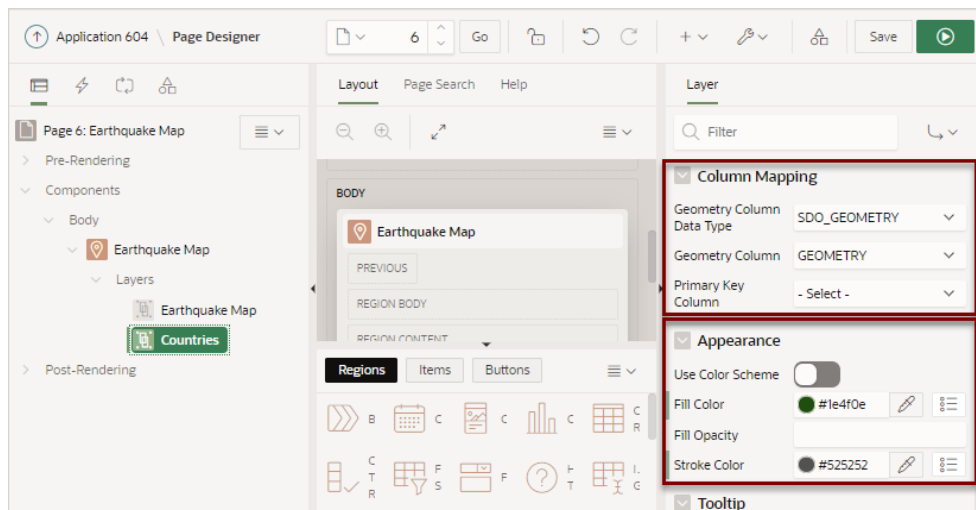 Application 604 \ Page Designer
6
Go
Save
Page 6: Earthquake Map
Pre-Rendering
Components
Body
Earthquake Map
Layers
Earthquake Map
Countries
Post-Rendering
Layout Page Search Help
BODY
Earthquake Map
PREVIOUS
REGION BODY
REGION CONTENT
Regions Items Buttons
B C C C C R
C T R F S F I. G
Layer
Filter
Column Mapping
Geometry Column Data Type SDO_GEOMETRY
Geometry Column GEOMETRY
Primary Key Column - Select -
Appearance
Use Color Scheme
Fill Color #1e4f0e
Fill Opacity
Stroke Color #525252
Tooltip